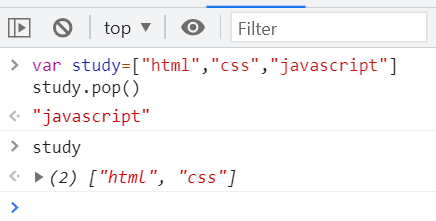 top
Filter
var study=["html","css","javascript"]
study.pop()
"javascript"
study
(2) ["html", "css"]